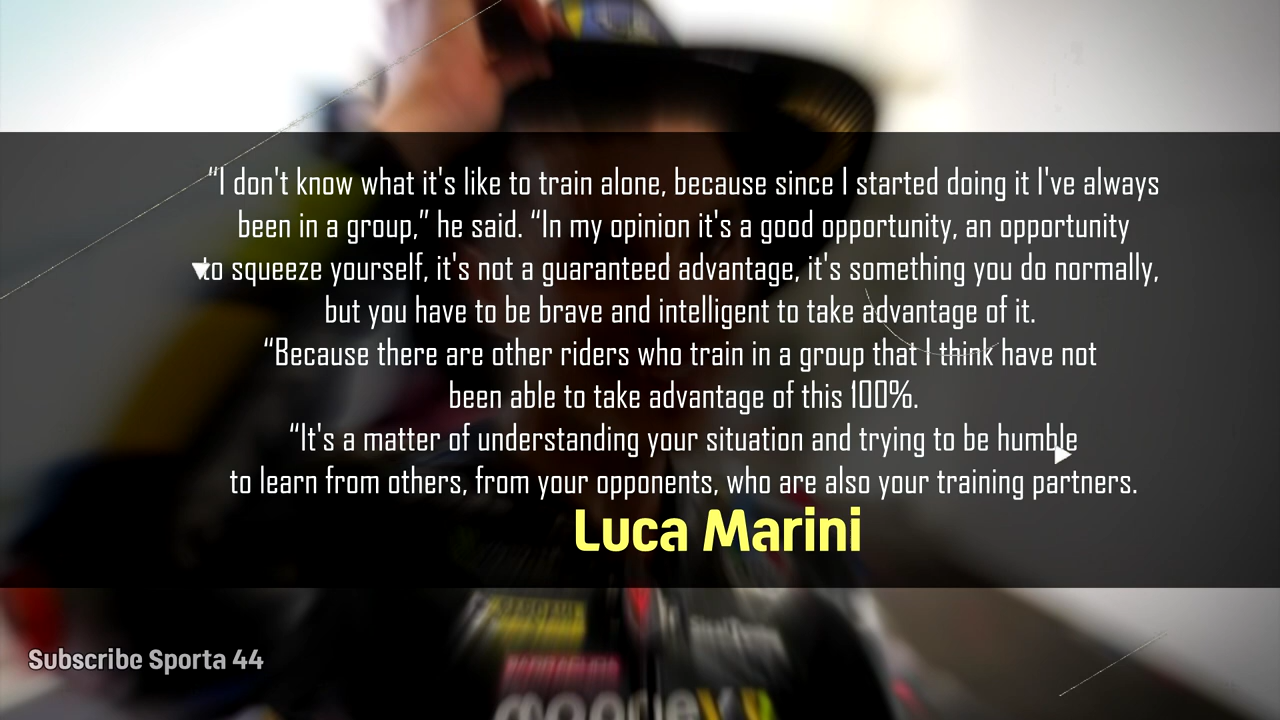 “I don't know what it's like to train alone, because since I started doing it I've always
been in a group,” he said. “In my opinion it's a good opportunity, an opportunity
to squeeze yourself, it's not a guaranteed advantage, it's something you do normally,
but you have to be brave and intelligent to take advantage of it.
“Because there are other riders who train in a group that I think have not
been able to take advantage of this 100%.
“It's a matter of understanding your situation and trying to be humble
to learn from others, from your opponents, who are also your training partners.
Luca Marini
Subscribe Sporta 44